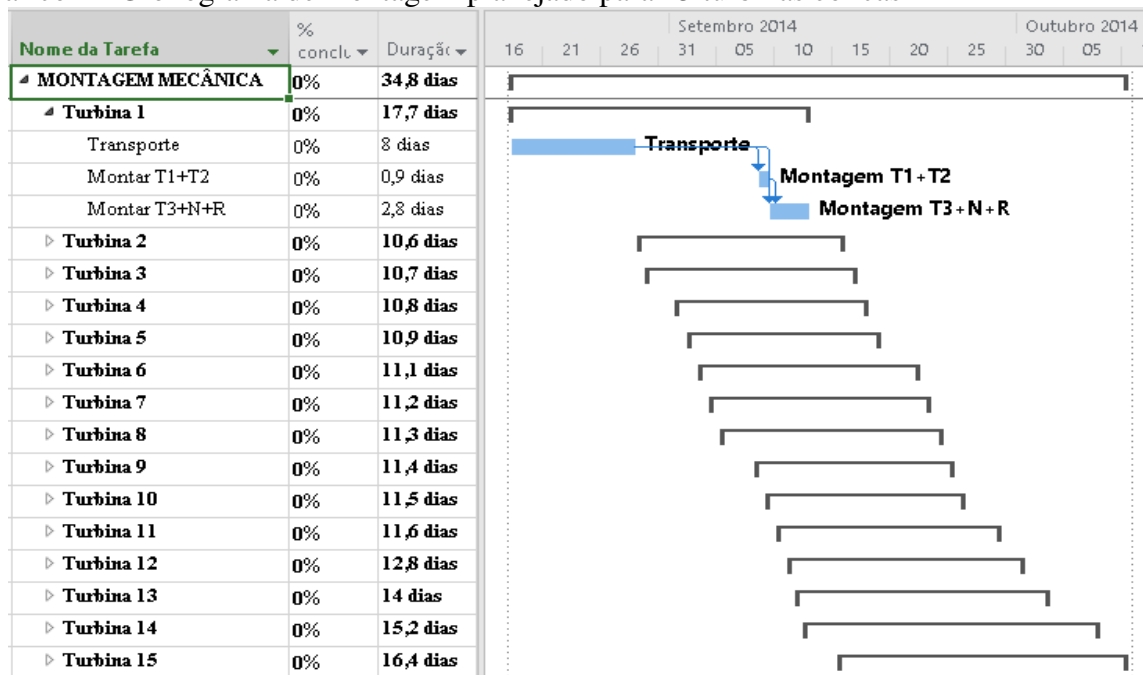 Setembro 2014 Outubro 2014
Nome da Tarefa % conclu Duraçã 16 21 26 31 05 10 15 20 25 30 05
MONTAGEM MECÂNICA 0% 34,8 dias
Turbina 1 0% 17,7 dias
Transporte 0% 8 dias Transporte
Montar T1+T2 0% 0,9 dias Montagem T1+T2
Montar T3+N+R 0% 2,8 dias Montagem T3+N+R
Turbina 2 0% 10,6 dias
Turbina 3 0% 10,7 dias
Turbina 4 0% 10,8 dias
Turbina 5 0% 10,9 dias
Turbina 6 0% 11,1 dias
Turbina 7 0% 11,2 dias
Turbina 8 0% 11,3 dias
Turbina 9 0% 11,4 dias
Turbina 10 0% 11,5 dias
Turbina 11 0% 11,6 dias
Turbina 12 0% 12,8 dias
Turbina 13 0% 14 dias
Turbina 14 0% 15,2 dias
Turbina 15 0% 16,4 dias